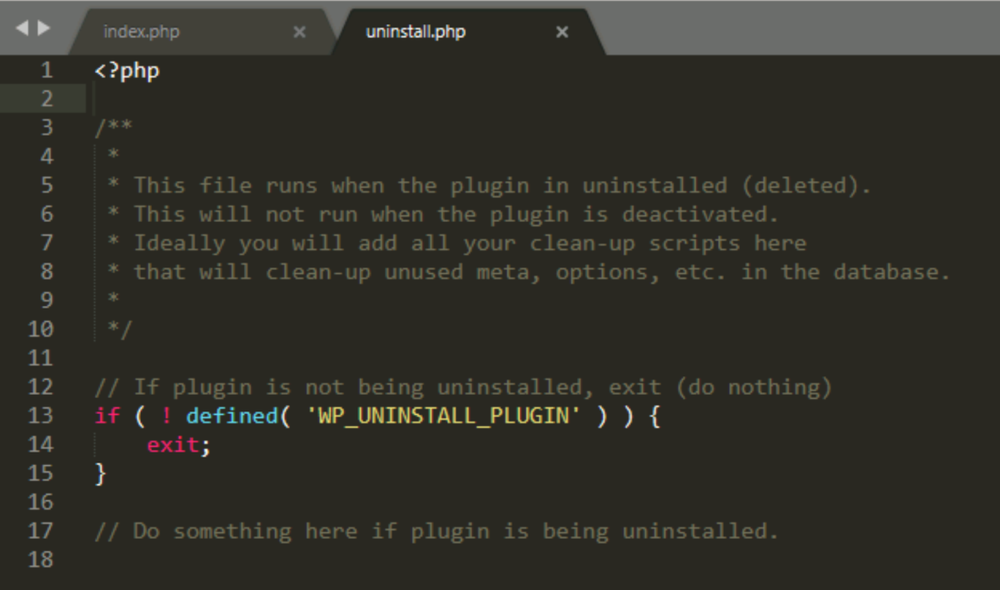 index.php × uninstall.php ×
1 <?php
2
3 /**
4 *
5 * This file runs when the plugin in uninstalled (deleted).
6 * This will not run when the plugin is deactivated.
7 * Ideally you will add all your clean-up scripts here
8 * that will clean-up unused meta, options, etc. in the database.
9 *
10 */
11
12 // If plugin is not being uninstalled, exit (do nothing)
13 if ( ! defined( 'WP_UNINSTALL_PLUGIN' ) ) {
14 exit;
15 }
16
17 // Do something here if plugin is being uninstalled.
18